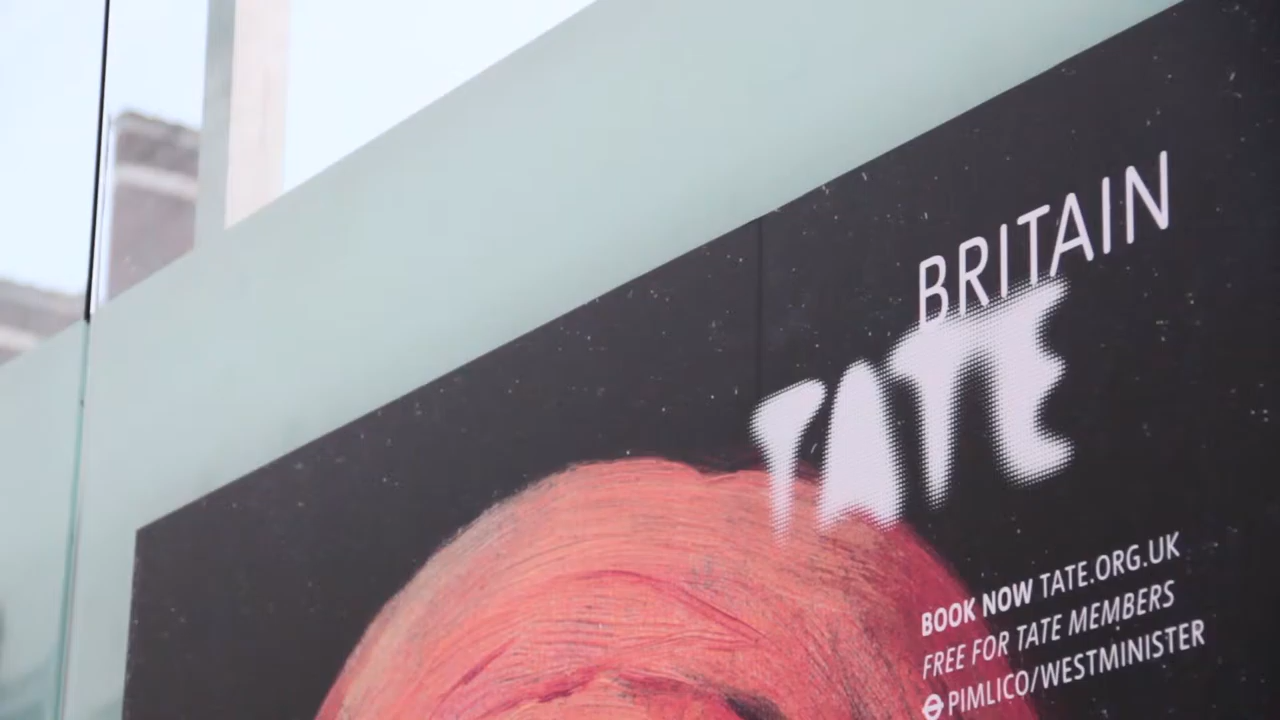 BRITAIN
TATE
BOOK NOW TATE.ORG.UK
FREE FOR TATE MEMBERS
PIMLICO/WESTMINISTER